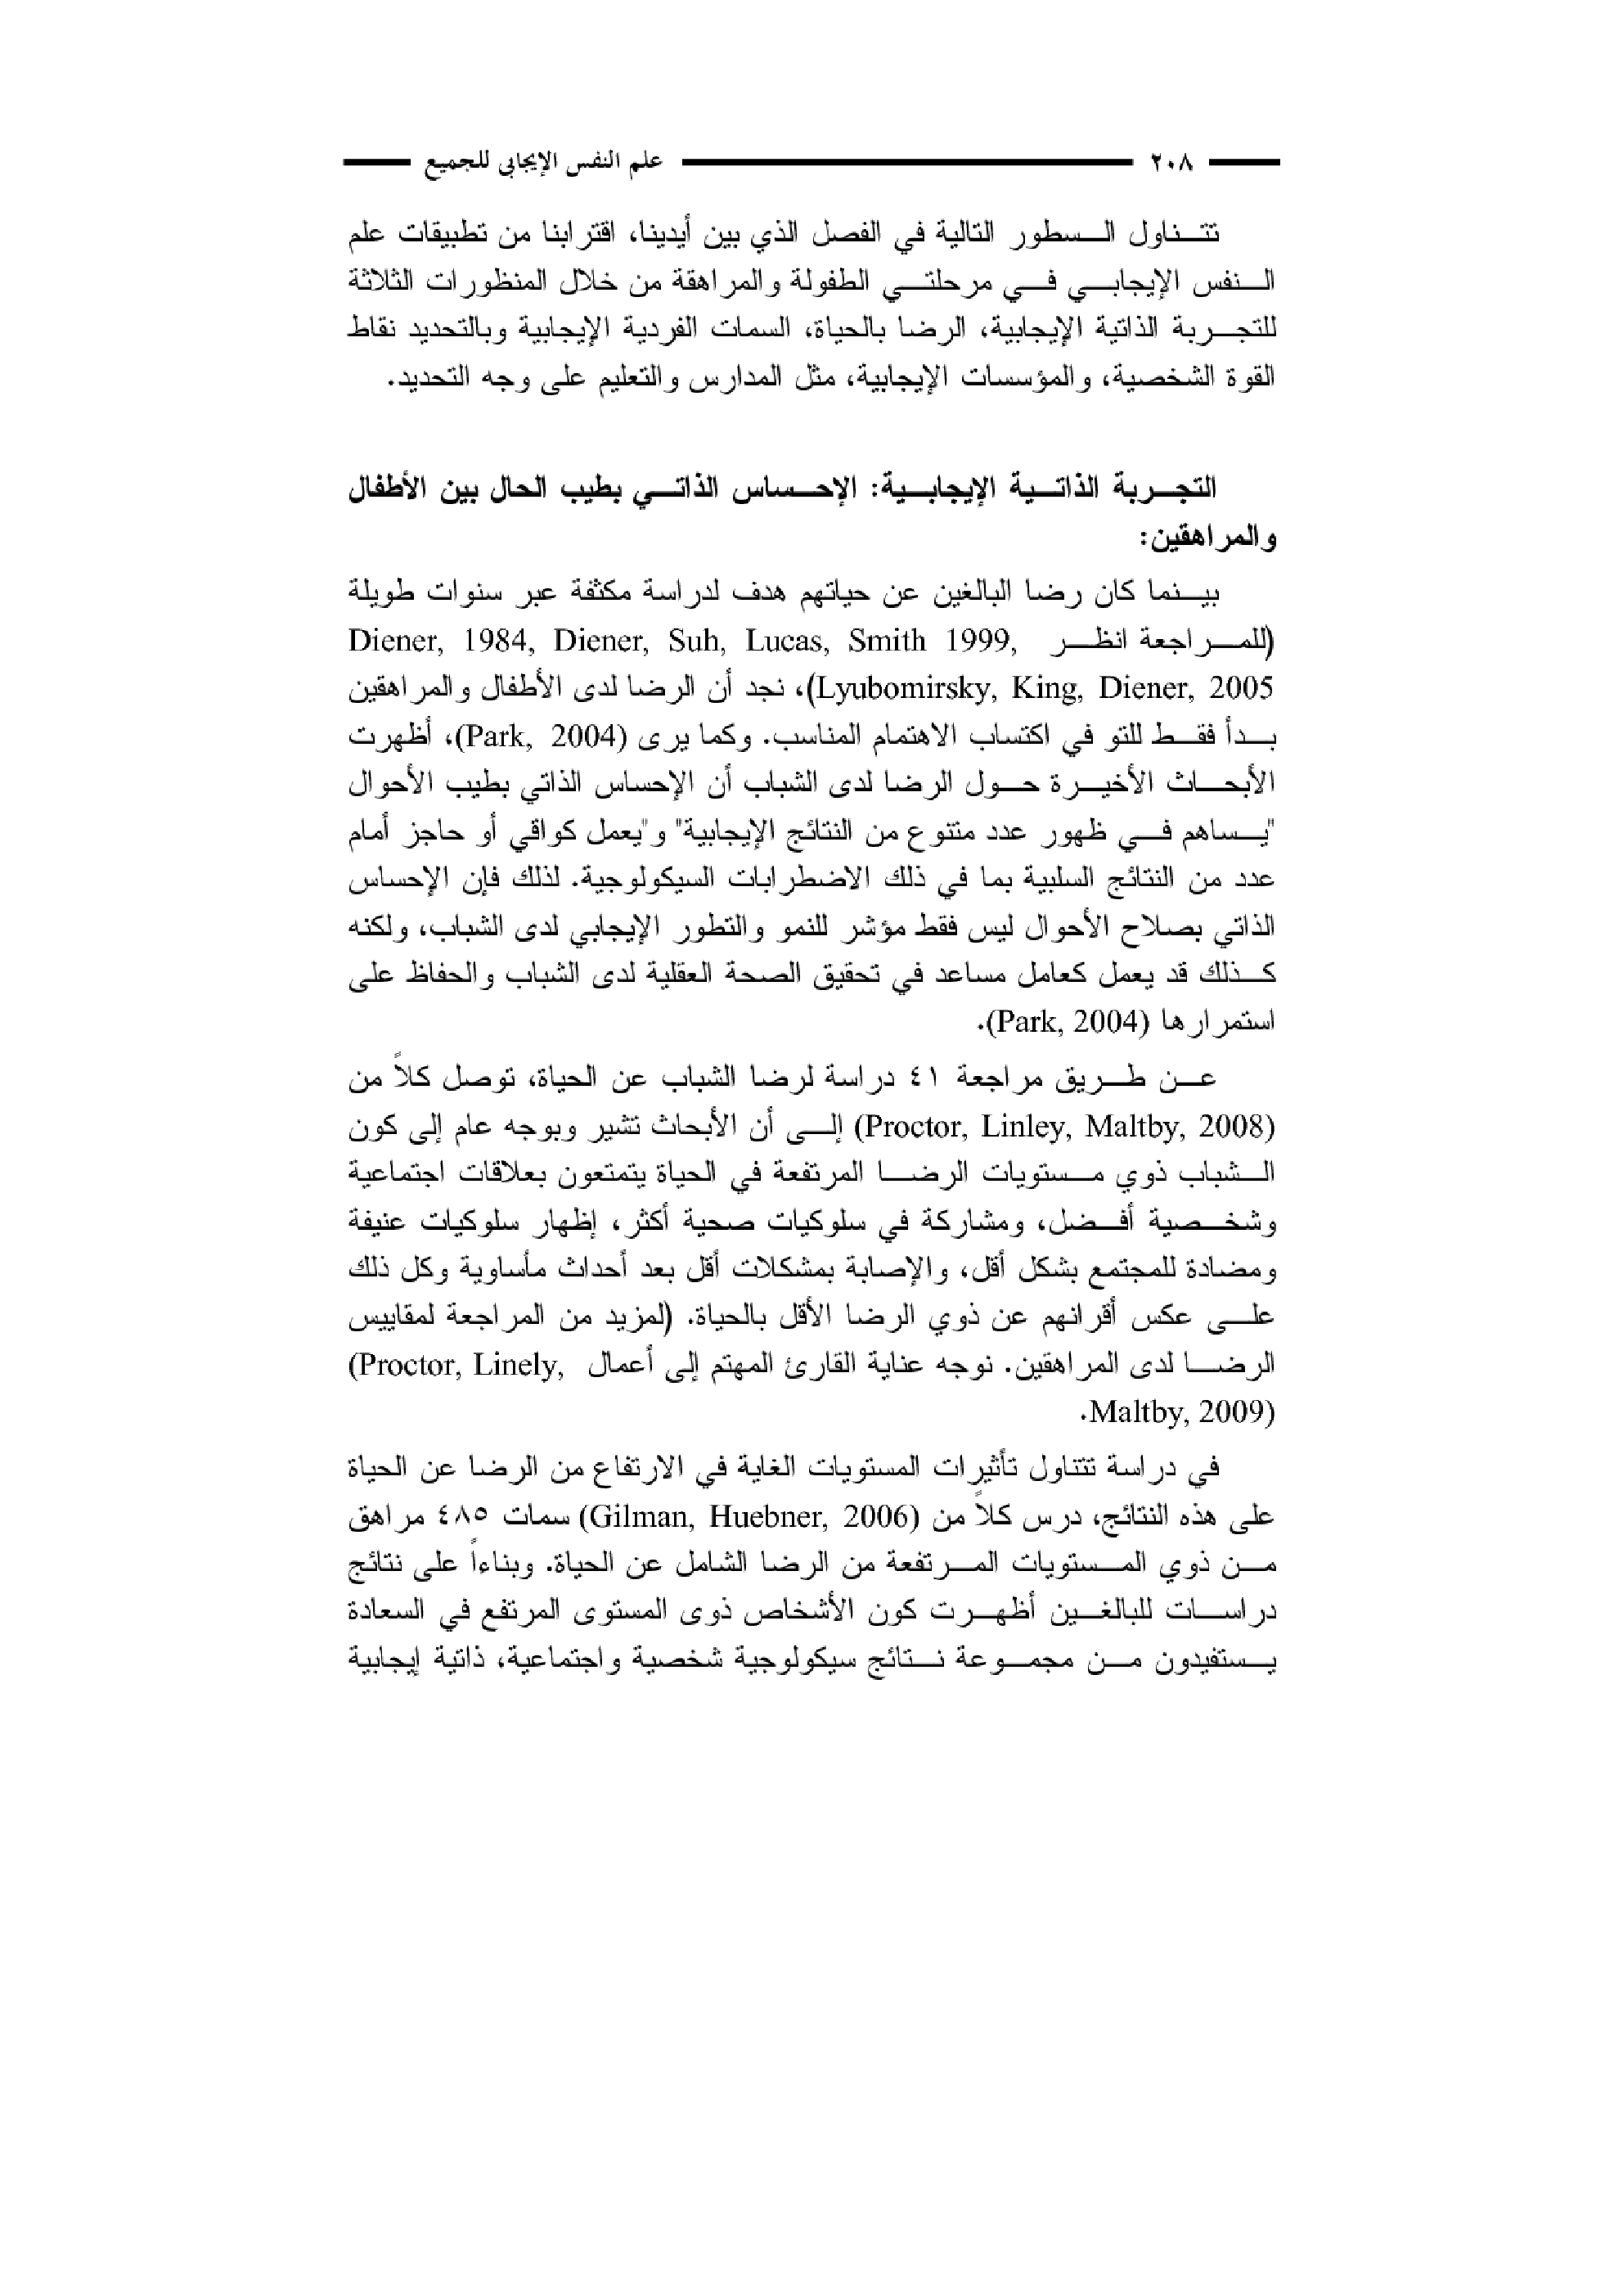 ٢٠٨ علم النفس الإيجابي للجميع
تتناول السطور التالية في الفصل الذي بين أيدينا، اقترابنا من تطبيقات علم
النفس الإيجابي في مرحلتي الطفولة والمراهقة من خلال المنظورات الثلاثة
للتجربة الذاتية الإيجابية، الرضا بالحياة، السمات الفردية الإيجابية وبالتحديد نقاط
القوة الشخصية، والمؤسسات الإيجابية، مثل المدارس والتعليم على وجه التحديد.
التجربة الذاتية الإيجابية: الإحساس الذاتي بطيب الحال بين الأطفال
والمراهقين:
بينما كان رضا البالغين عن حياتهم هدف لدراسة مكثفة عبر سنوات طويلة
(للمراجعة انظر Diener, 1984, Diener, Suh, Lucas, Smith 1999,
Lyubomirsky, King, Diener, 2005)، نجد أن الرضا لدى الأطفال والمراهقين
بدأ فقط للتو في اكتساب الاهتمام المناسب. وكما يرى (Park, 2004)، أظهرت
الأبحاث الأخيرة حول الرضا لدى الشباب أن الإحساس الذاتي بطيب الأحوال
"يساهم في ظهور عدد متنوع من النتائج الإيجابية" و"يعمل كواقي أو حاجز أمام
عدد من النتائج السلبية بما في ذلك الاضطرابات السيكولوجية. لذلك فإن الإحساس
الذاتي بصلاح الأحوال ليس فقط مؤشر للنمو والتطور الإيجابي لدى الشباب، ولكنه
كذلك قد يعمل كعامل مساعد في تحقيق الصحة العقلية لدى الشباب والحفاظ على
استمرارها (Park, 2004).
عن طريق مراجعة ٤١ دراسة لرضا الشباب عن الحياة، توصل كلاً من
(Proctor, Linley, Maltby, 2008) إلى أن الأبحاث تشير وبوجه عام إلى كون
الشباب ذوي مستويات الرضا المرتفعة في الحياة يتمتعون بعلاقات اجتماعية
وشخصية أفضل، ومشاركة في سلوكيات صحية أكثر، إظهار سلوكيات عنيفة
ومضادة للمجتمع بشكل أقل، والإصابة بمشكلات أقل بعد أحداث مأساوية وكل ذلك
على عكس أقرانهم عن ذوي الرضا الأقل بالحياة. (لمزيد من المراجعة لمقاييس
الرضا لدى المراهقين. نوجه عناية القارئ المهتم إلى أعمال (Proctor, Linely,
Maltby, 2009).
في دراسة تتناول تأثيرات المستويات الغاية في الارتفاع من الرضا عن الحياة
على هذه النتائج، درس كلاً من (Gilman, Huebner, 2006) سمات ٤٨٥ مراهق
من ذوي المستويات المرتفعة من الرضا الشامل عن الحياة. وبناءاً على نتائج
دراسات للبالغين أظهرت كون الأشخاص ذوى المستوى المرتفع في السعادة
يستفيدون من مجموعة نتائج سيكولوجية شخصية واجتماعية، ذاتية إيجابية